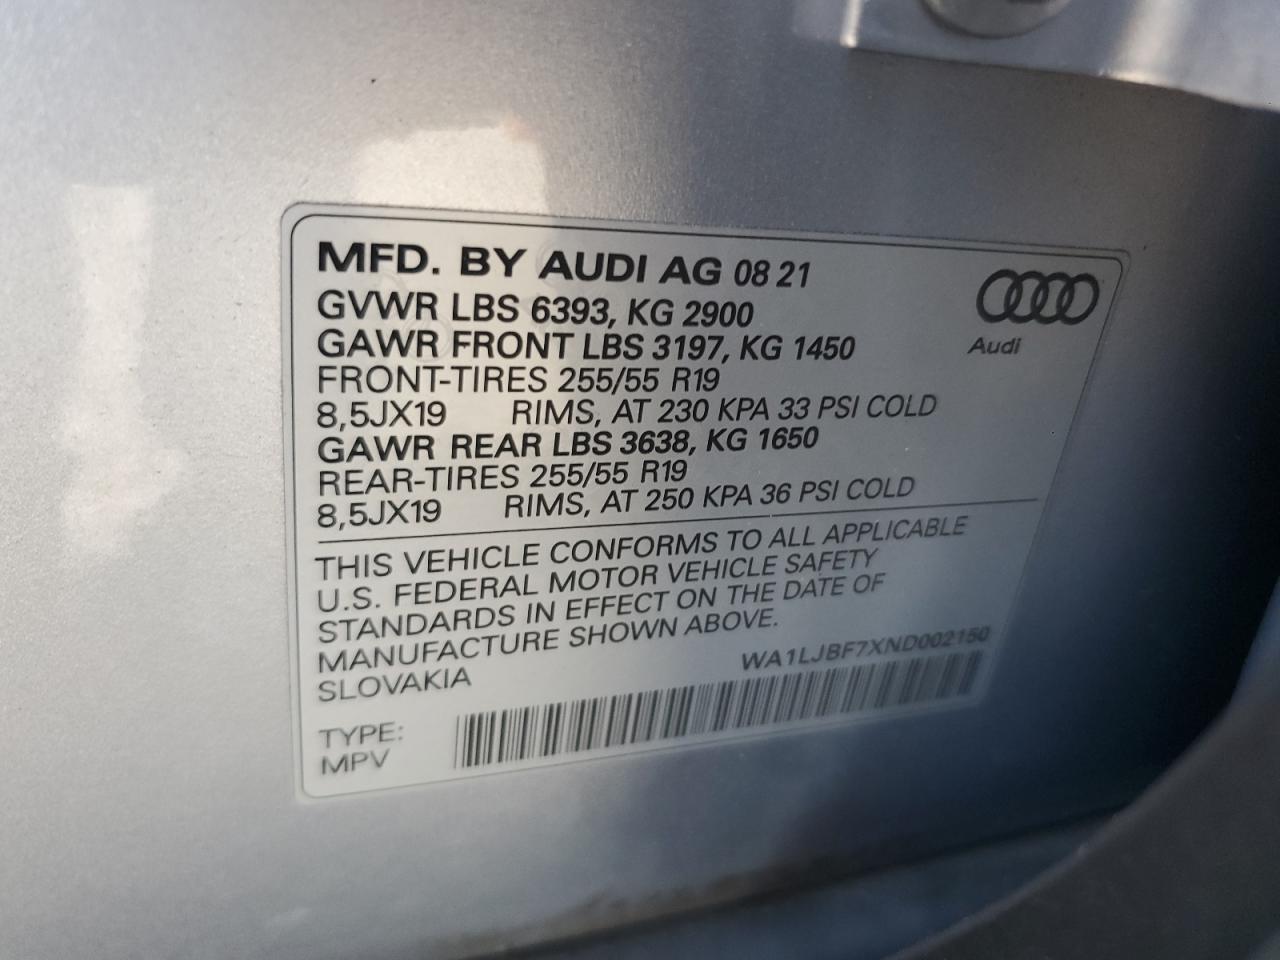 MFD. BY AUDI AG 08 21
GVWR LBS 6393, KG 2900
GAWR FRONT LBS 3197, KG 1450
FRONT-TIRES 255/55 R19
8,5JX19 RIMS, AT 230 KPA 33 PSI COLD
GAWR REAR LBS 3638, KG 1650
REAR-TIRES 255/55 R19
8,5JX19 RIMS, AT 250 KPA 36 PSI COLD
Audi
THIS VEHICLE CONFORMS TO ALL APPLICABLE
U.S. FEDERAL MOTOR VEHICLE SAFETY
STANDARDS IN EFFECT ON THE DATE OF
MANUFACTURE SHOWN ABOVE.
SLOVAKIA
WA1LJBF7XND002150
TYPE:
MPV